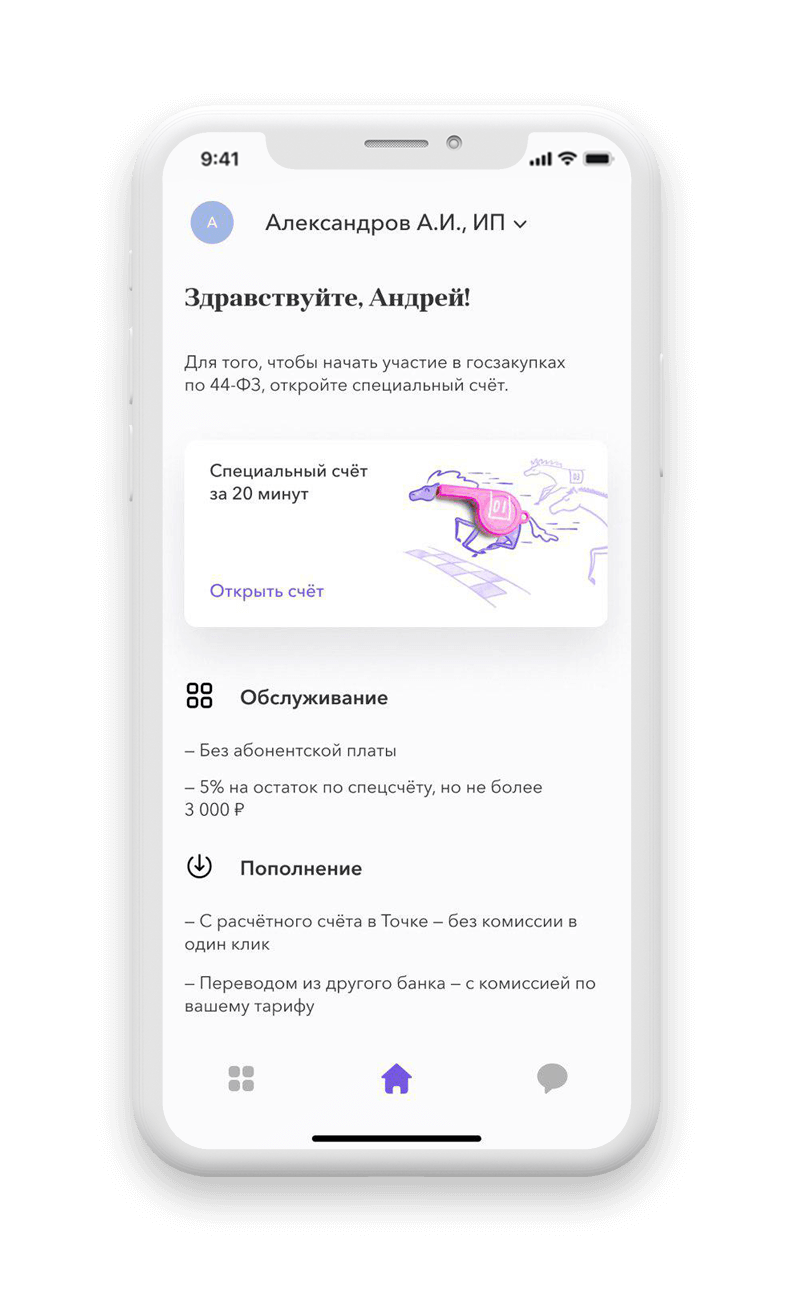 9:41
А
Александров А.И., ИП
Здравствуйте, Андрей!
Для того, чтобы начать участие в госзакупках
по 44-ФЗ, откройте специальный счёт.
Специальный счёт
за 20 минут
01
01
Открыть счёт
Обслуживание
– Без абонентской платы
– 5% на остаток по спецсчёту, но не более
3 000 ₽
Пополнение
– С расчётного счёта в Точке – без комиссии в
один клик
– Переводом из другого банка – с комиссией по
вашему тарифу